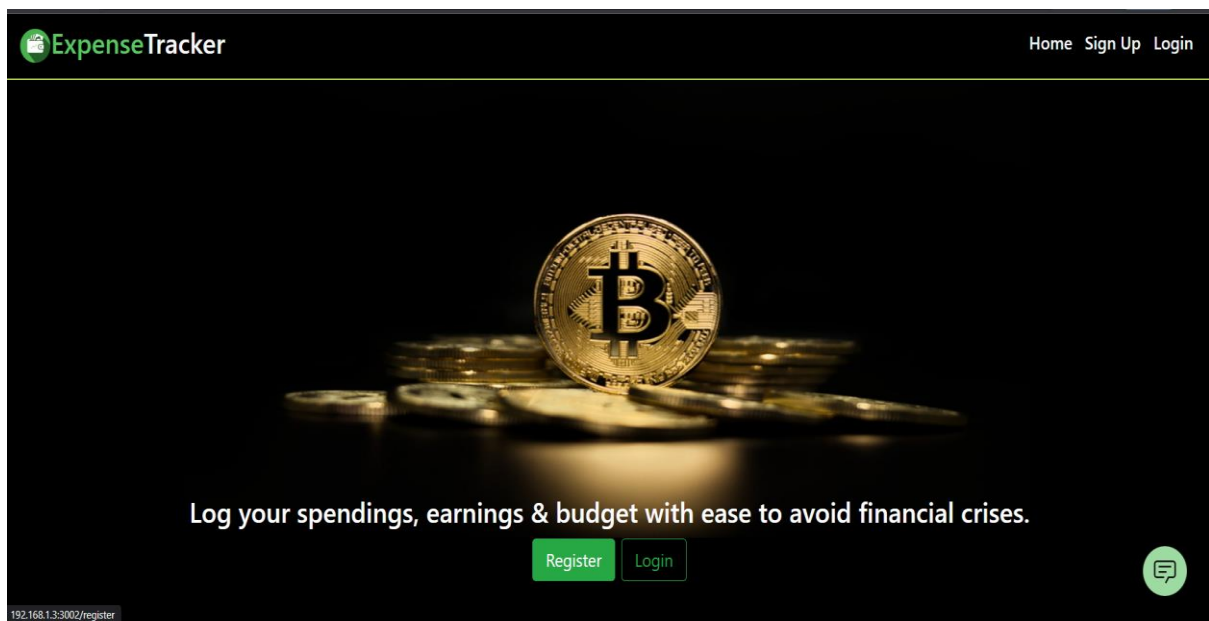 ExpenseTracker
Home Sign Up Login
Log your spendings, earnings & budget with ease to avoid financial crises.
Register Login
192.168.1.3:3002/register